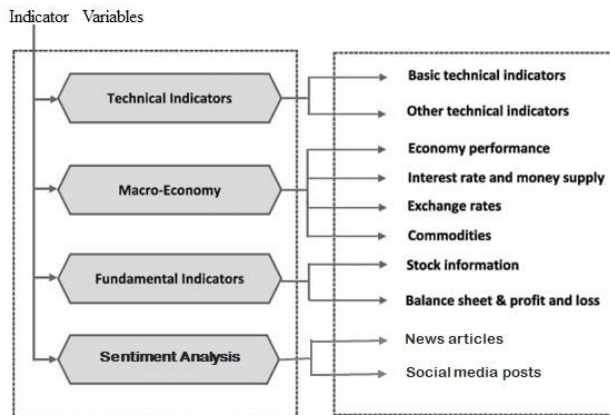 Indicator Variables
Technical Indicators
Basic technical indicators
Other technical indicators
Macro-Economy
Economy performance
Interest rate and money supply
Exchange rates
Commodities
Fundamental Indicators
Stock information
Balance sheet & profit and loss
Sentiment Analysis
News articles
Social media posts